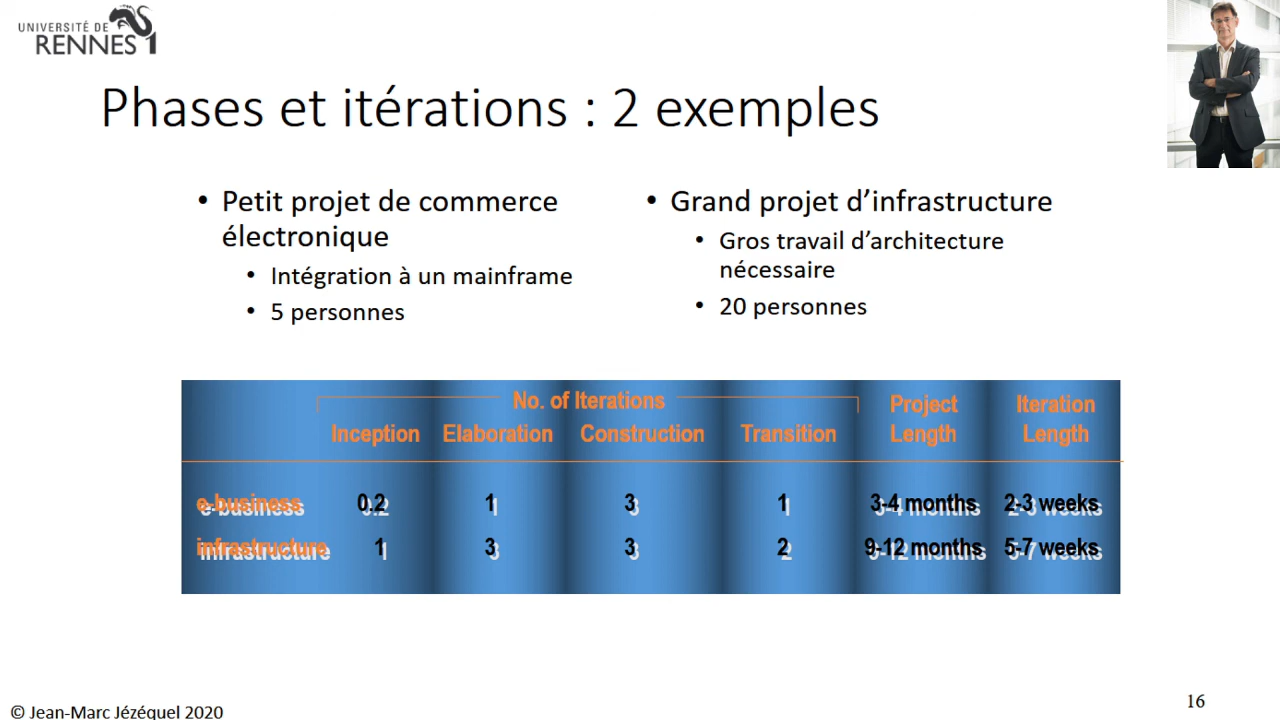 UNIVERSITÉ DE
RENNES 1
Phases et itérations : 2 exemples
• Petit projet de commerce
électronique
• Intégration à un mainframe
• 5 personnes
• Grand projet d’infrastructure
• Gros travail d’architecture
nécessaire
• 20 personnes
No. of Iterations
Project Iteration
Inception Elaboration Construction Transition Length Length
e-business 0.2 1 3 1 3-4 months 2-3 weeks
infrastructure 1 3 3 2 9-12 months 5-7 weeks
16
© Jean-Marc Jézéquel 2020